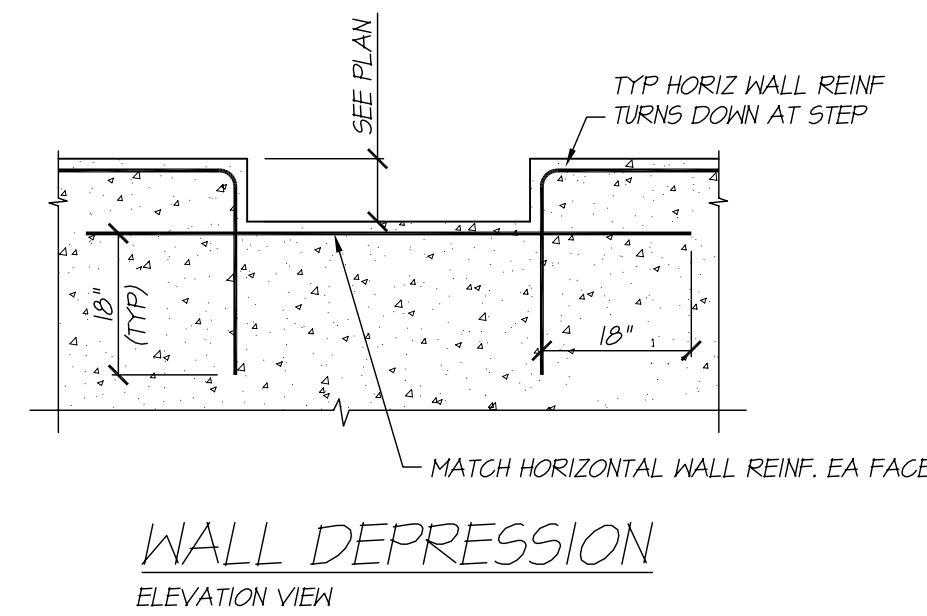 SEE PLAN
TYP HORIZ WALL REINF
TURNS DOWN AT STEP
18"
(TYP)
18"
MATCH HORIZONTAL WALL REINF. EA FACE
WALL DEPRESSION
ELEVATION VIEW